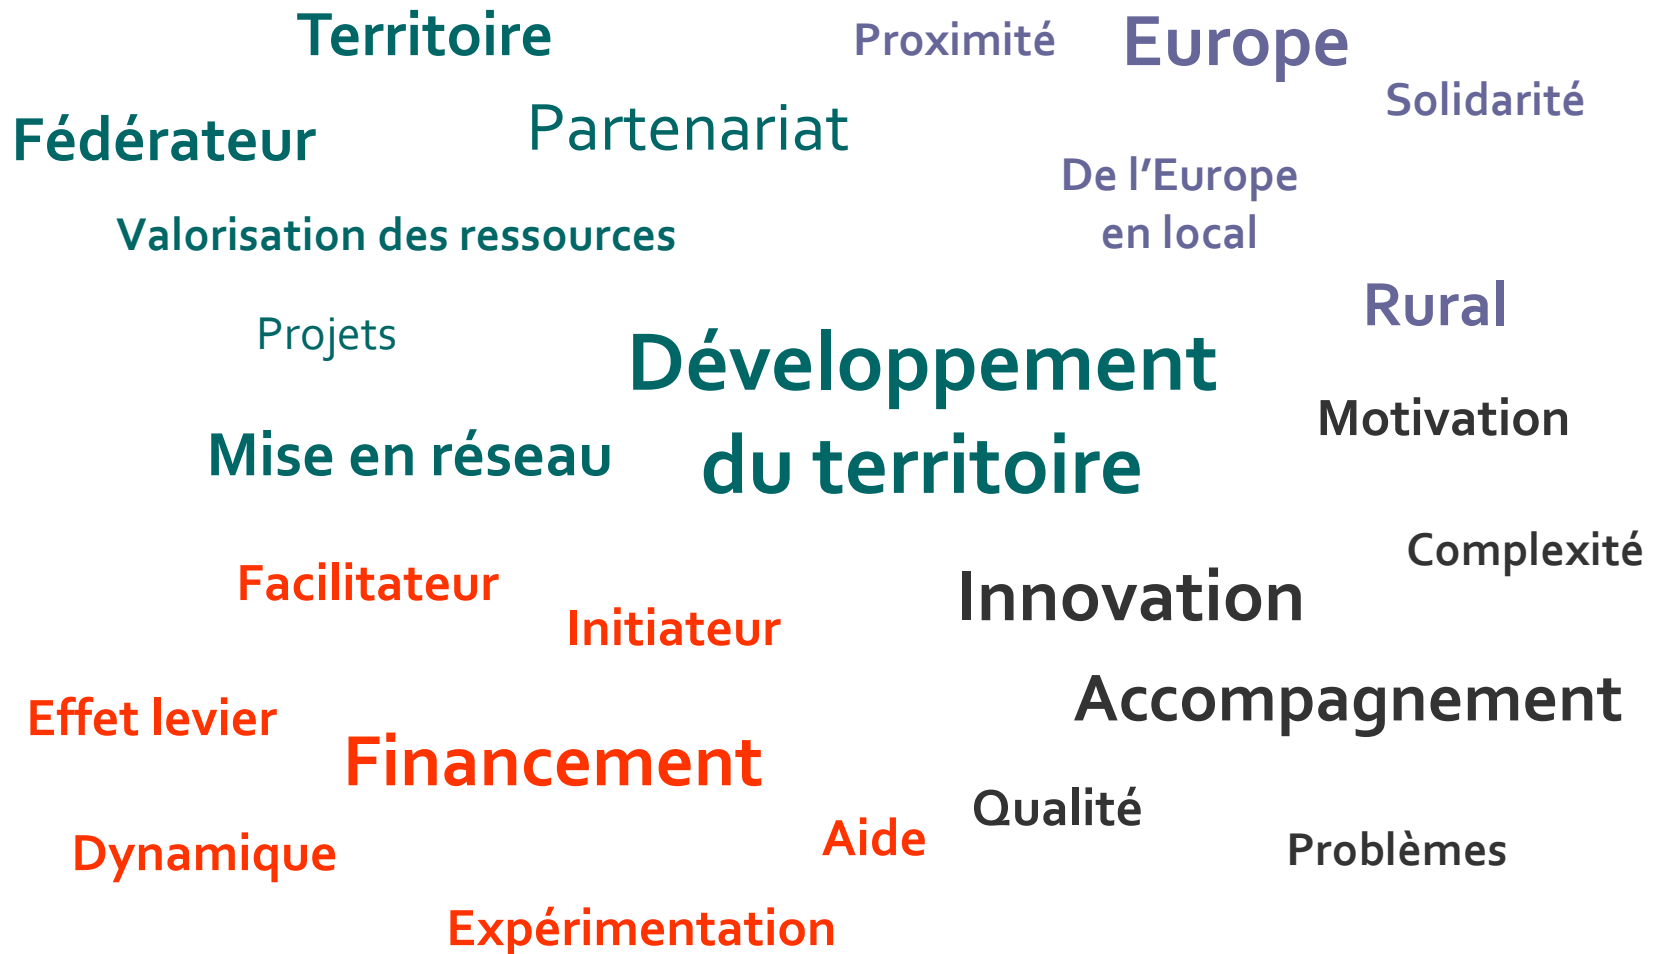 Territoire
Proximité
Europe
Solidarité
Fédérateur
Partenariat
De l’Europe
en local
Valorisation des ressources
Rural
Projets
Développement
du territoire
Motivation
Mise en réseau
Complexité
Facilitateur
Initiateur
Innovation
Effet levier
Financement
Accompagnement
Qualité
Aide
Dynamique
Problèmes
Expérimentation